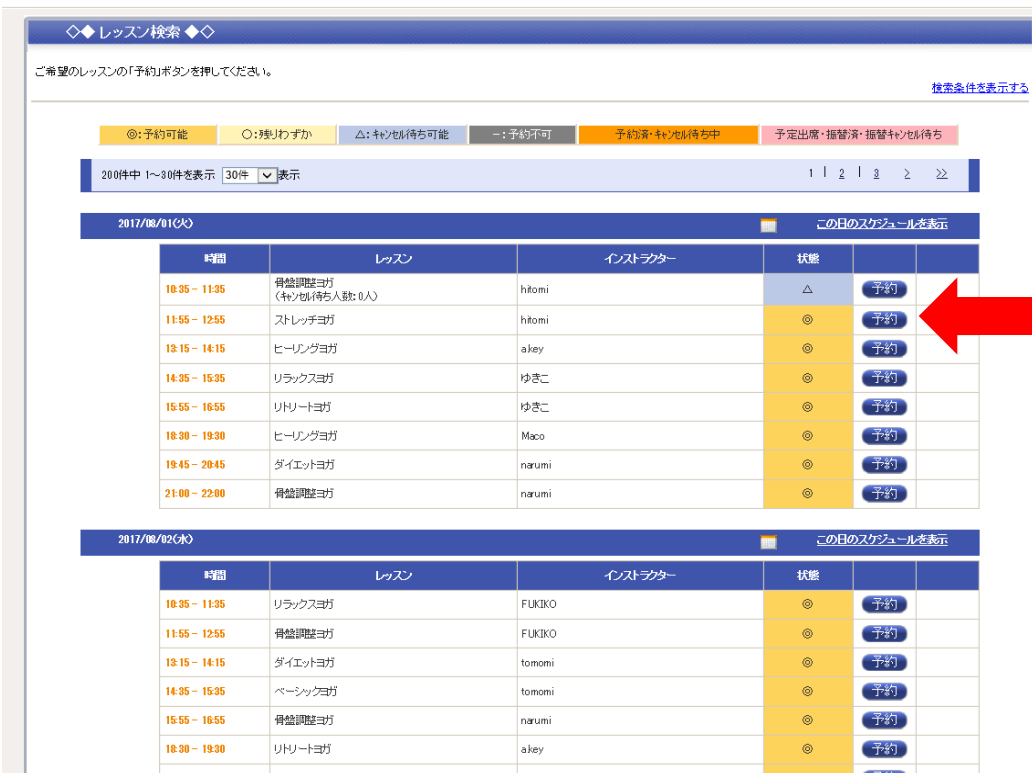 ◇◆ レッスン検索 ◆◇
ご希望のレッスンの「予約」ボタンを押してください。
検索条件を表示する
◎:予約可能 ○:残りわずか △:キャンセル待ち可能 －:予約不可 予約済・キャンセル待ち中 予定出席・振替済・振替キャンセル待ち
200件中 1～30件を表示 30件 表示 1 | 2 | 3 > >>
2017/08/01(火) この日のスケジュールを表示
時間 レッスン インストラクター 状態
10:35 - 11:35 骨盤調整ヨガ hitomi △ 予約
(キャンセル待ち人数:0人)
11:55 - 12:55 ストレッチヨガ hitomi ◎ 予約
13:15 - 14:15 ヒーリングヨガ akey ◎ 予約
14:35 - 15:35 リラックスヨガ ゆきこ ◎ 予約
15:55 - 16:55 リトリートヨガ ゆきこ ◎ 予約
18:30 - 19:30 ヒーリングヨガ Maco ◎ 予約
19:45 - 20:45 ダイエットヨガ narumi ◎ 予約
21:00 - 22:00 骨盤調整ヨガ narumi ◎ 予約
2017/08/02(水) この日のスケジュールを表示
時間 レッスン インストラクター 状態
10:35 - 11:35 リラックスヨガ FUKIKO ◎ 予約
11:55 - 12:55 骨盤調整ヨガ FUKIKO ◎ 予約
13:15 - 14:15 ダイエットヨガ tomomi ◎ 予約
14:35 - 15:35 ベーシックヨガ tomomi ◎ 予約
15:55 - 16:55 骨盤調整ヨガ narumi ◎ 予約
18:30 - 19:30 リトリートヨガ akey ◎ 予約